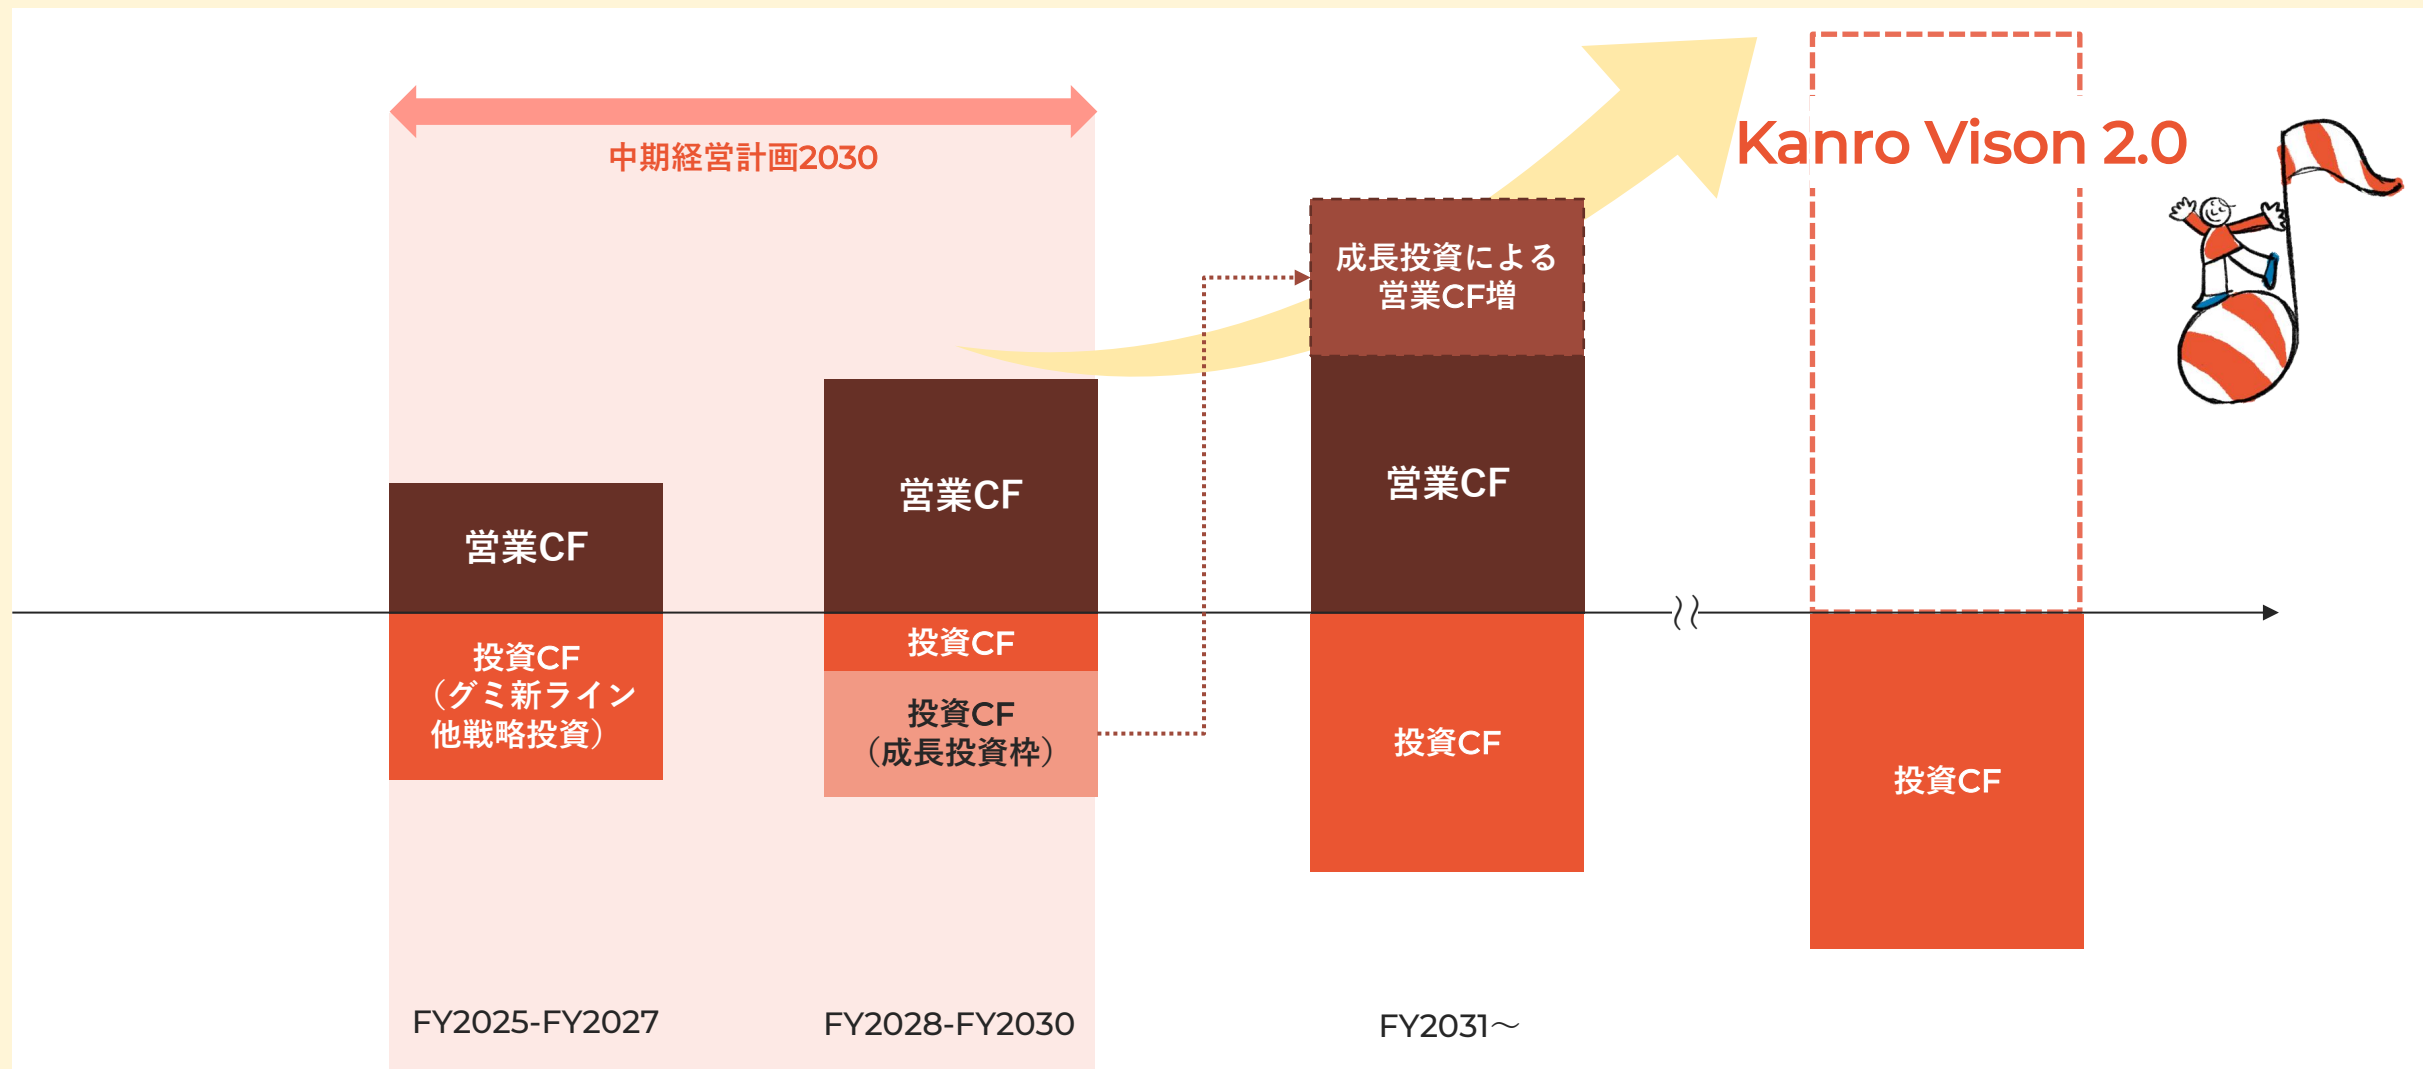 中期経営計画2030
Kanro Vison 2.0
成長投資による
営業CF増
営業CF
営業CF
営業CF
投資CF
（グミ新ライン
他戦略投資）
投資CF
投資CF
（成長投資枠）
投資CF
投資CF
FY2025-FY2027
FY2028-FY2030
FY2031～